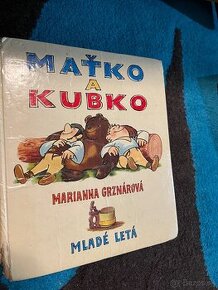 MAŤKO
A
KUBKO
MARIANNA GRZNÁROVÁ
MLADÉ LETÁ